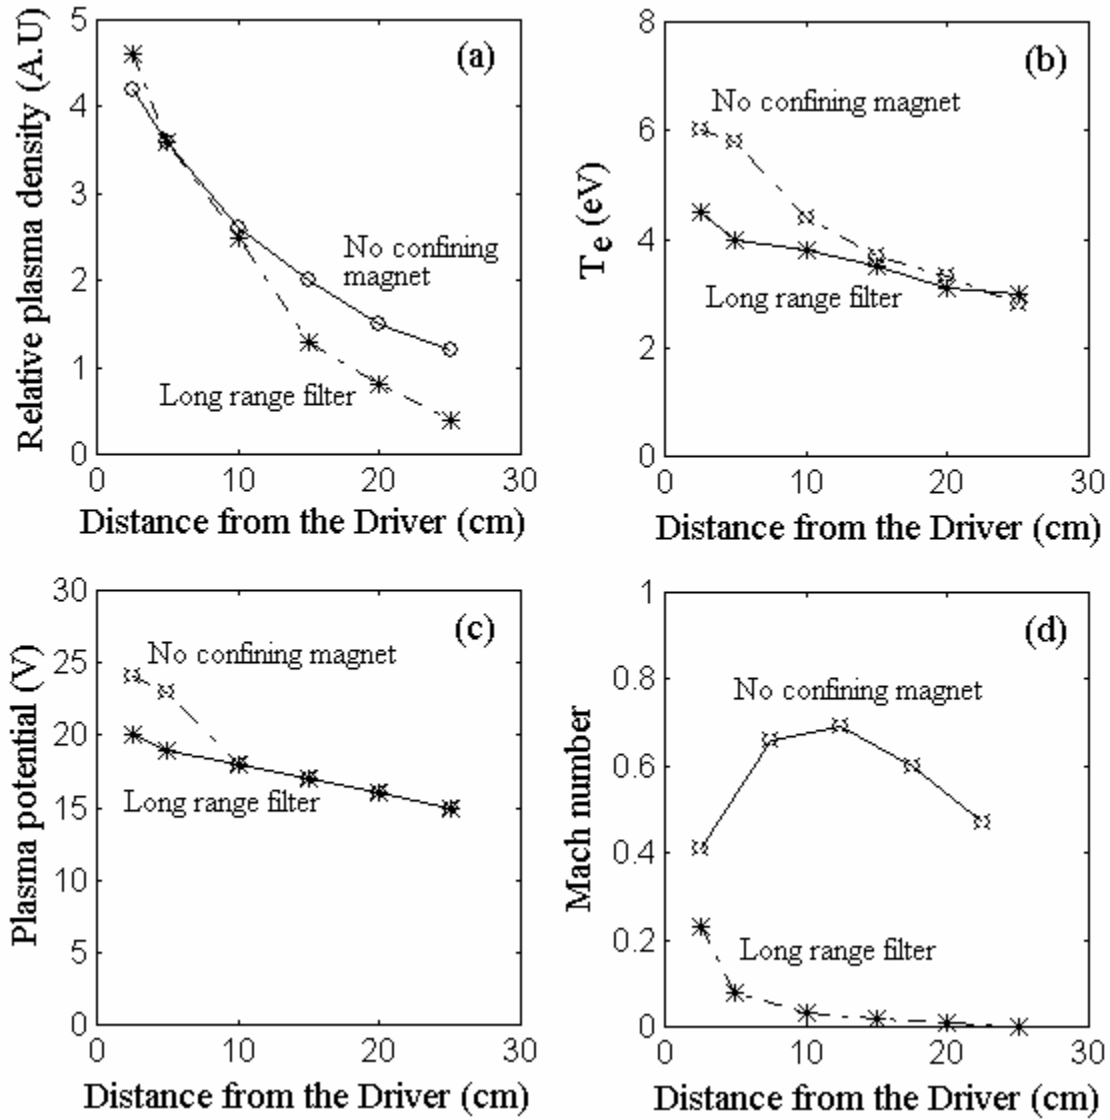 Relative plasma density (A.U)
5
4
3
2
1
0
(a)
No confining
magnet
Long range filter
0 10 20 30
Distance from the Driver (cm)
Te (eV)
8
6
4
2
0
(b)
No confining magnet
Long range filter
0 10 20 30
Distance from the Driver (cm)
Plasma potential (V)
30
25
20
15
10
5
0
(c)
No confining magnet
Long range filter
0 10 20 30
Distance from the Driver (cm)
Mach number
1
0.8
0.6
0.4
0.2
0
(d)
No confining magnet
Long range filter
0 10 20 30
Distance from the Driver (cm)